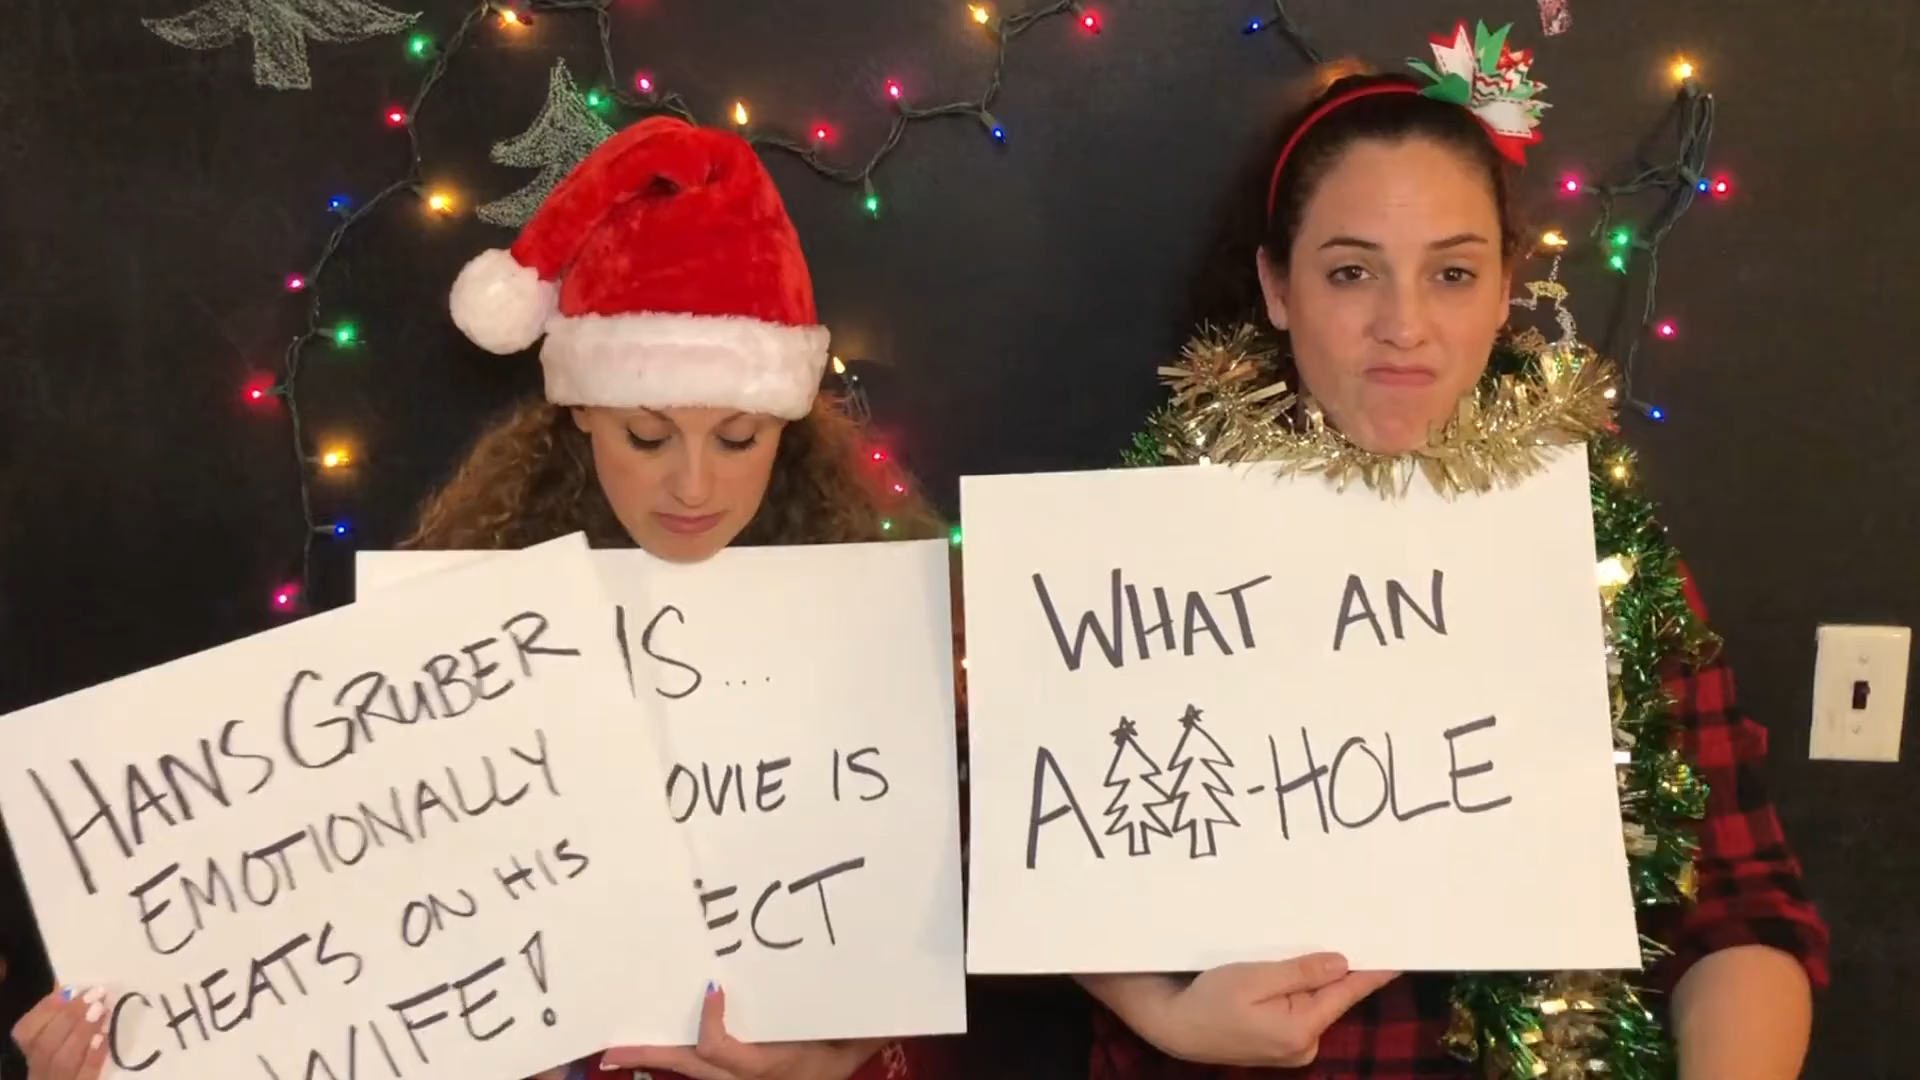 HANS GRUBER
EMOTIONALLY
CHEATS ON HIS
WIFE!
IS...
OVIE IS
ECT
WHAT AN
A🎄🎄-HOLE